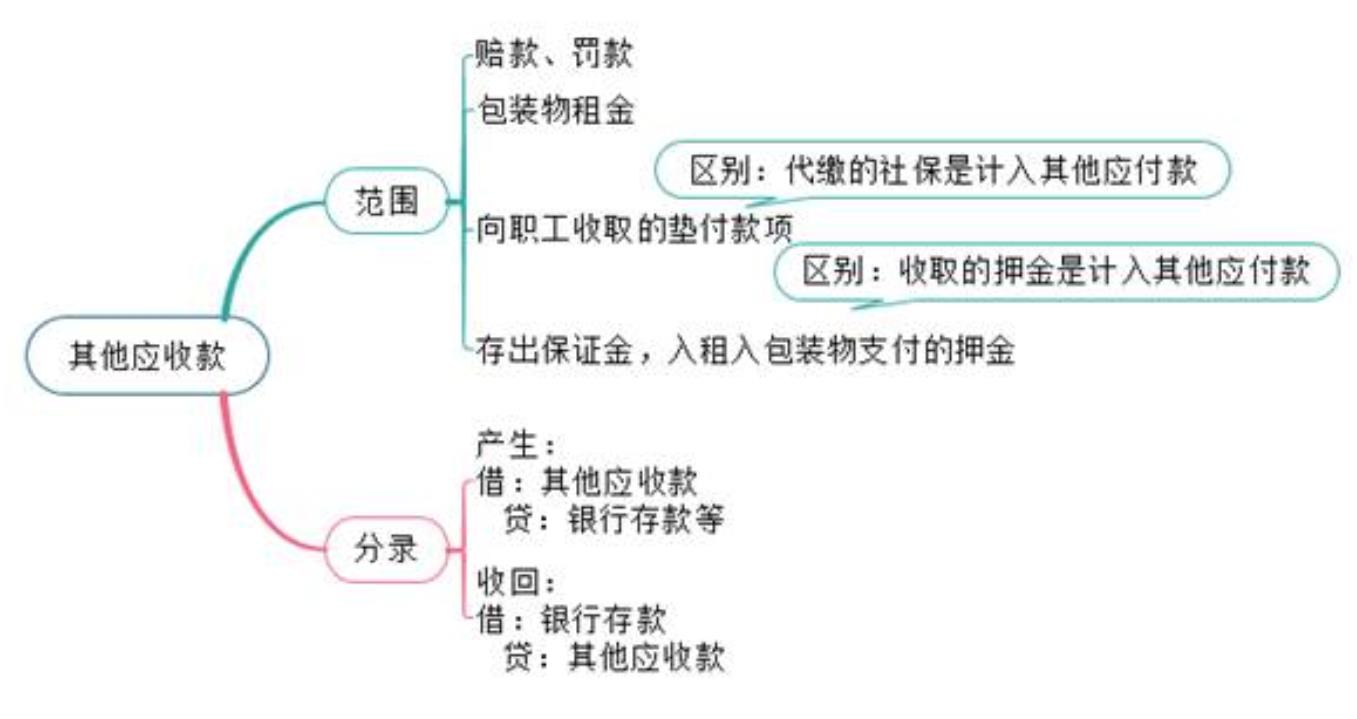 其他应收款
范围
赔款、罚款
包装物租金
区别：代缴的社保是计入其他应付款
向职工收取的垫付款项
区别：收取的押金是计入其他应付款
存出保证金，入租入包装物支付的押金
分录
产生：
借：其他应收款
贷：银行存款等
收回：
借：银行存款
贷：其他应收款